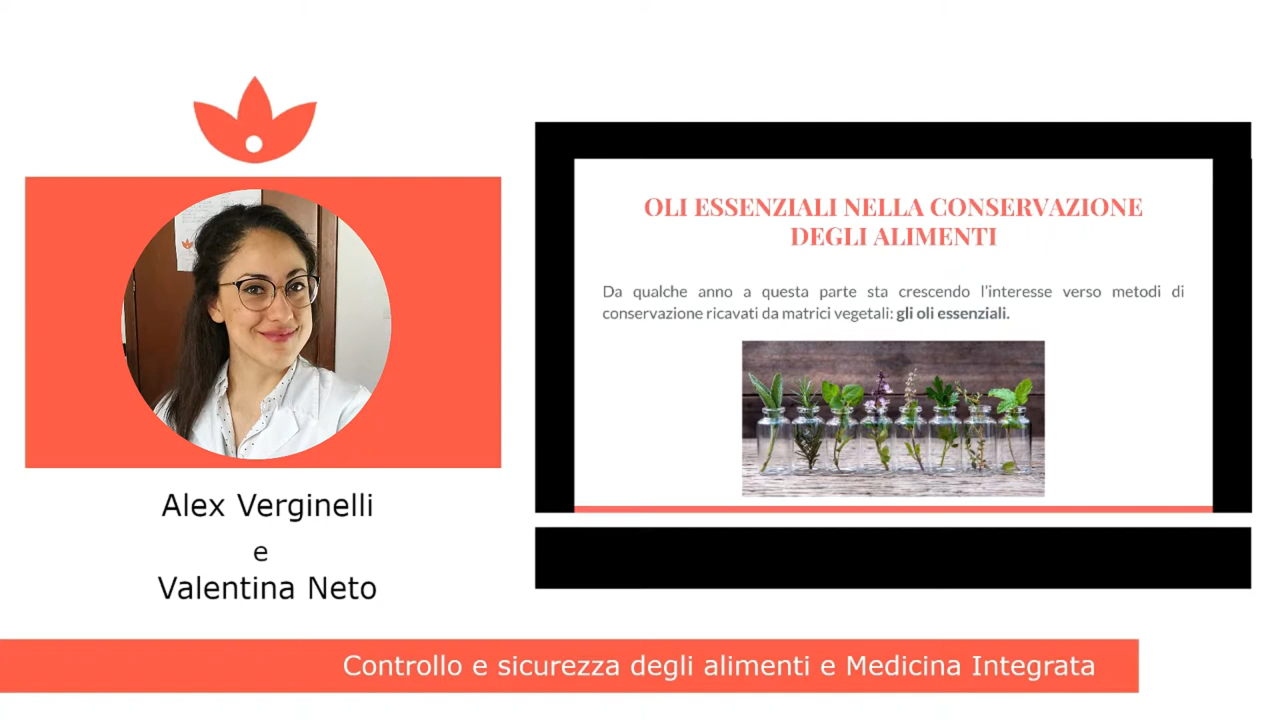 OLI ESSENZIALI NELLA CONSERVAZIONE
DEGLI ALIMENTI
Da qualche anno a questa parte sta crescendo l'interesse verso metodi di
conservazione ricavati da matrici vegetali: gli oli essenziali.
Alex Verginelli
e
Valentina Neto
Controllo e sicurezza degli alimenti e Medicina Integrata